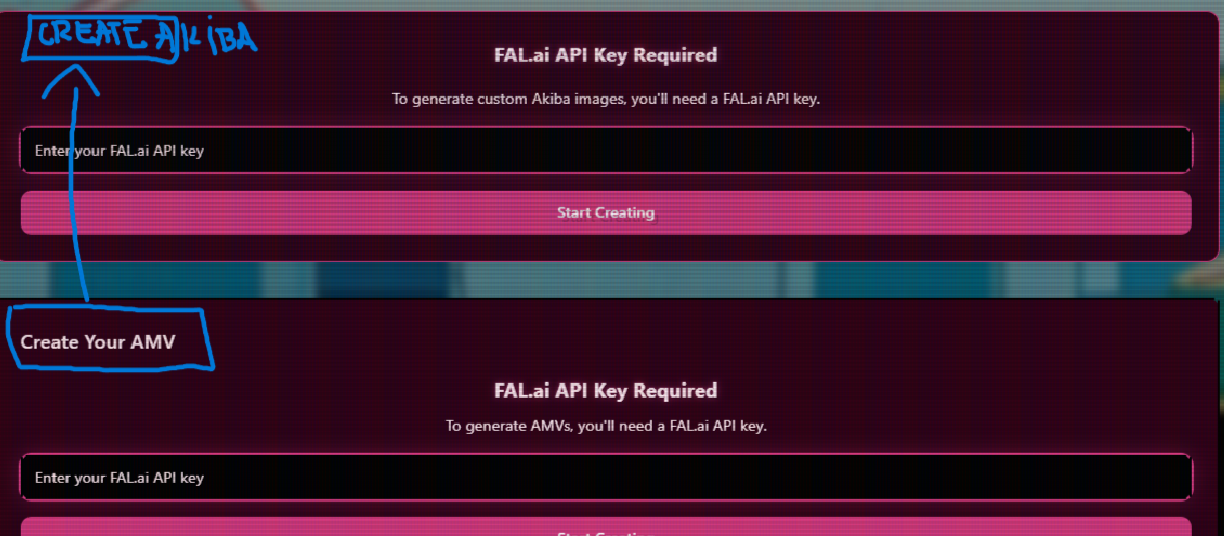 CREATE AKIBA
FAL.ai API Key Required
To generate custom Akiba images, you'll need a FAL.ai API key.
Enter your FAL.ai API key
Start Creating
Create Your AMV
FAL.ai API Key Required
To generate AMVs, you'll need a FAL.ai API key.
Enter your FAL.ai API key
Start Creating